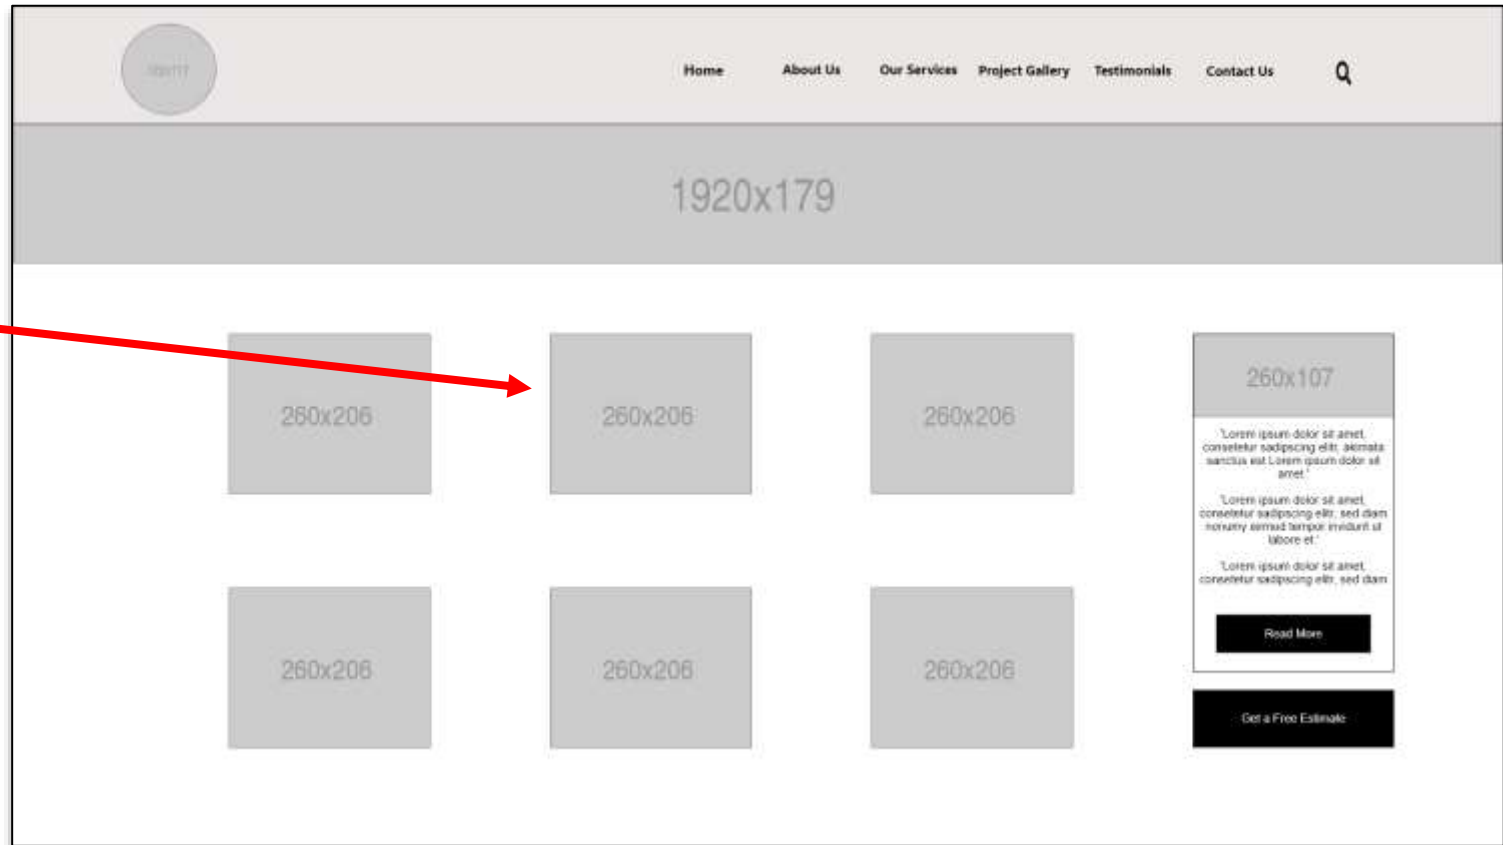 Home About Us Our Services Project Gallery Testimonials Contact Us
1920x179
260x206 260x206 260x206
260x107
"Lorem ipsum dolor sit amet,
consetetur sadipscing elitr, akimata
sanctus est Lorem ipsum dolor sit
amet."
"Lorem ipsum dolor sit amet,
consetetur sadipscing elitr, sed diam
nonumy eirmod tempor invidunt ut
labore et."
"Lorem ipsum dolor sit amet,
consetetur sadipscing elitr, sed diam
Read More
260x206 260x206 260x206
Get a Free Estimate